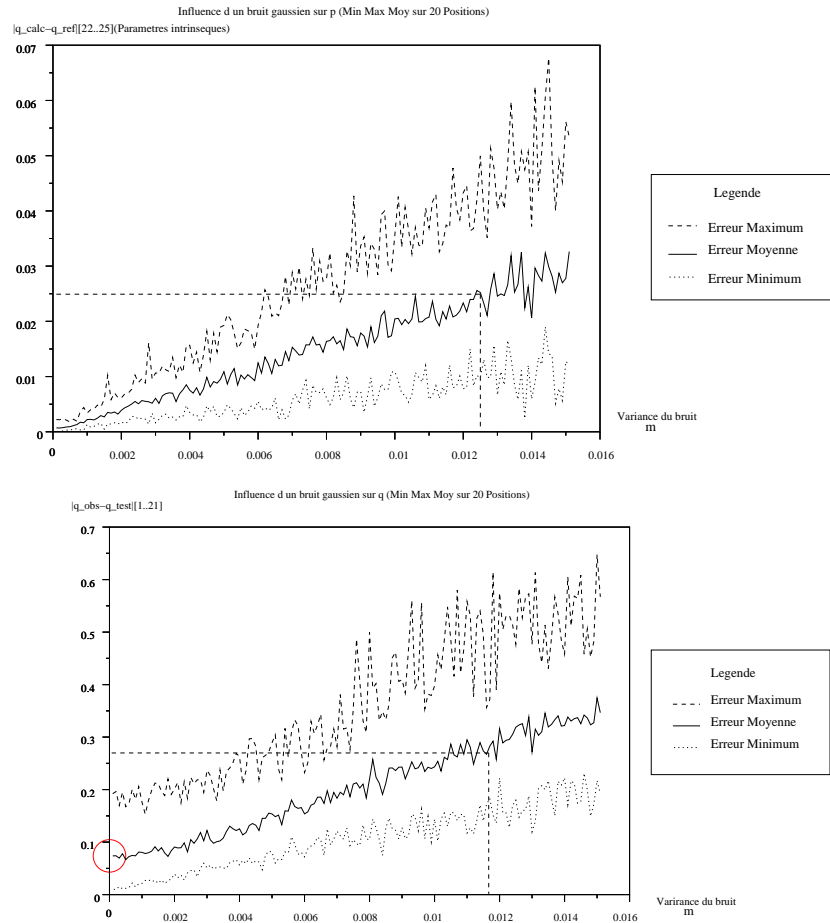 Influence d un bruit gaussien sur p (Min Max Moy sur 20 Positions)
|q_calc−q_ref|[22..25](Parametres intrinseques)
0.07
0.06
0.05
0.04
0.03
0.02
0.01
0
0
0.002
0.004
0.006
0.008
0.01
0.012
0.014
0.016
Variance du bruit
m
Legende
Erreur Maximum
Erreur Moyenne
Erreur Minimum
Influence d un bruit gaussien sur q (Min Max Moy sur 20 Positions)
|q_obs−q_test|[1..21]
0.7
0.6
0.5
0.4
0.3
0.2
0.1
0
0
0.002
0.004
0.006
0.008
0.01
0.012
0.014
0.016
Varirance du bruit
m
Legende
Erreur Maximum
Erreur Moyenne
Erreur Minimum